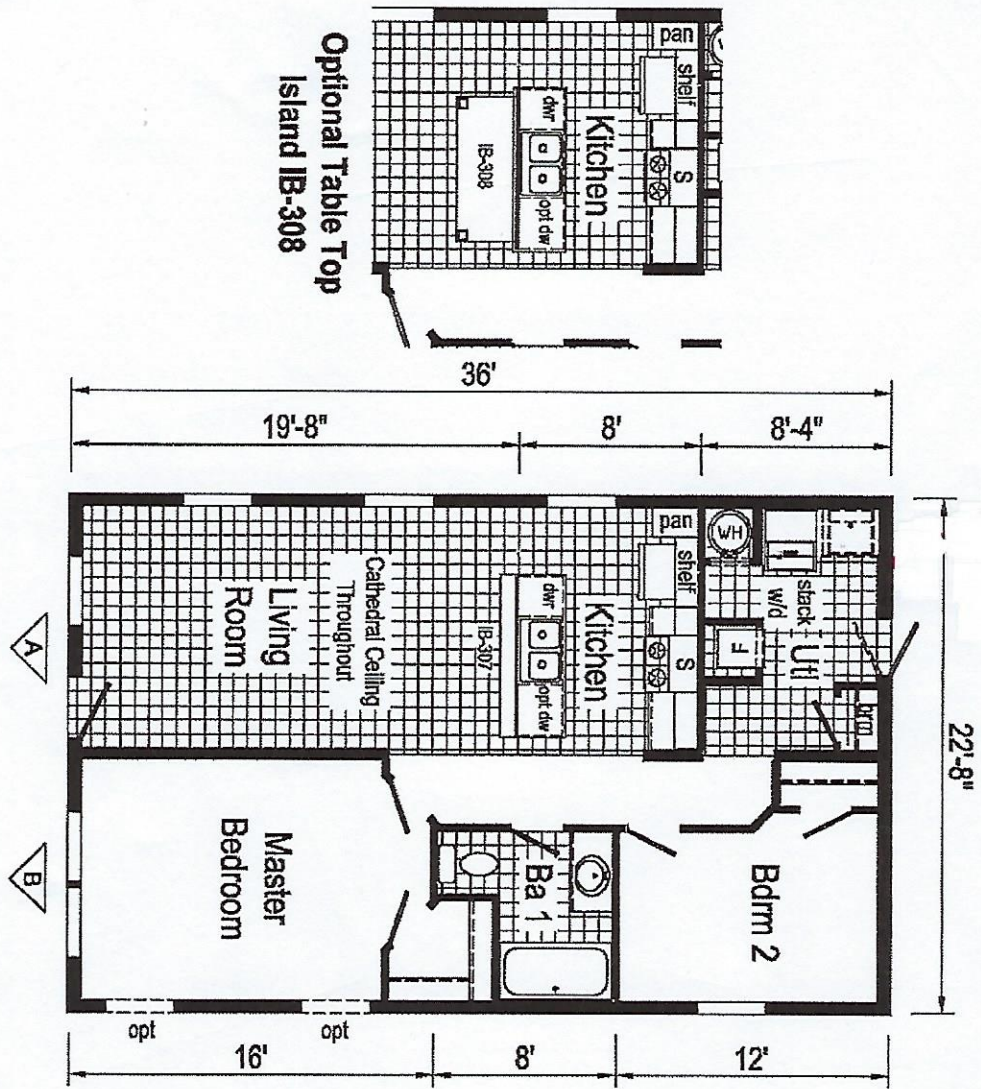 Optional Table Top
Island IB-308
pan
shelf
S
Kitchen
dwr
opt dw
IB-308
36'
19'-8"
8'
8'-4"
22'-8"
WH
stack
w/d
Utl
F
brm
pan
shelf
S
Kitchen
dwr
opt dw
IB-307
Cathedral Ceiling
Throughout
Living
Room
Master
Bedroom
Ba 1
Bdrm 2
A
B
opt
opt
16'
8'
12'